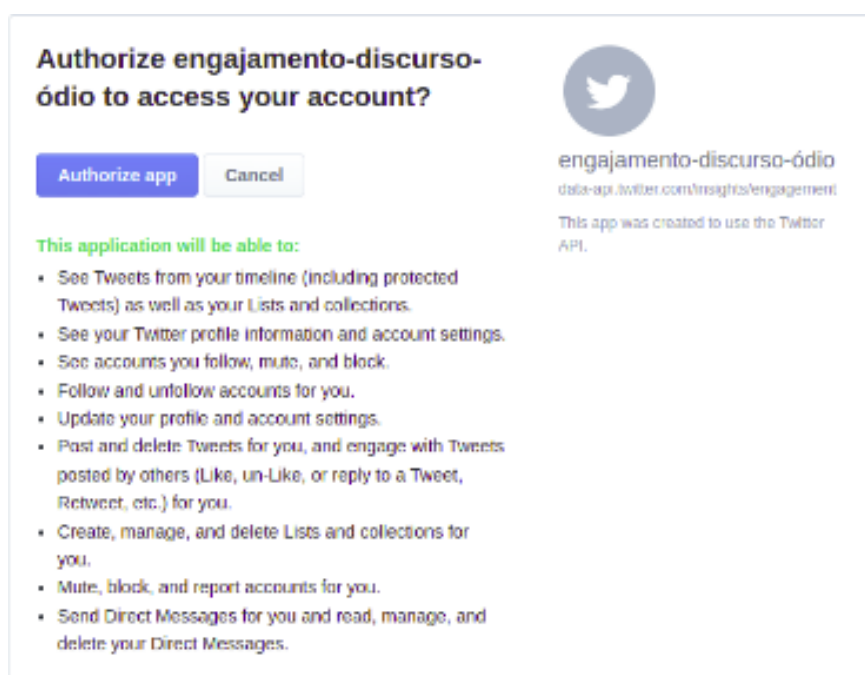 Authorize engajamento-discurso-
ódio to access your account?
Authorize app
Cancel
This application will be able to:
• See Tweets from your timeline (including protected
Tweets) as well as your Lists and collections.
• See your Twitter profile information and account settings.
• See accounts you follow, mute, and block.
• Follow and unfollow accounts for you.
• Update your profile and account settings.
• Post and delete Tweets for you, and engage with Tweets
posted by others (Like, un-Like, or reply to a Tweet,
Retweet, etc.) for you.
• Create, manage, and delete Lists and collections for
you.
• Mute, block, and report accounts for you.
• Send Direct Messages for you and read, manage, and
delete your Direct Messages.
engajamento-discurso-ódio
data-api.twitter.com/insights/engagement
This app was created to use the Twitter
API.